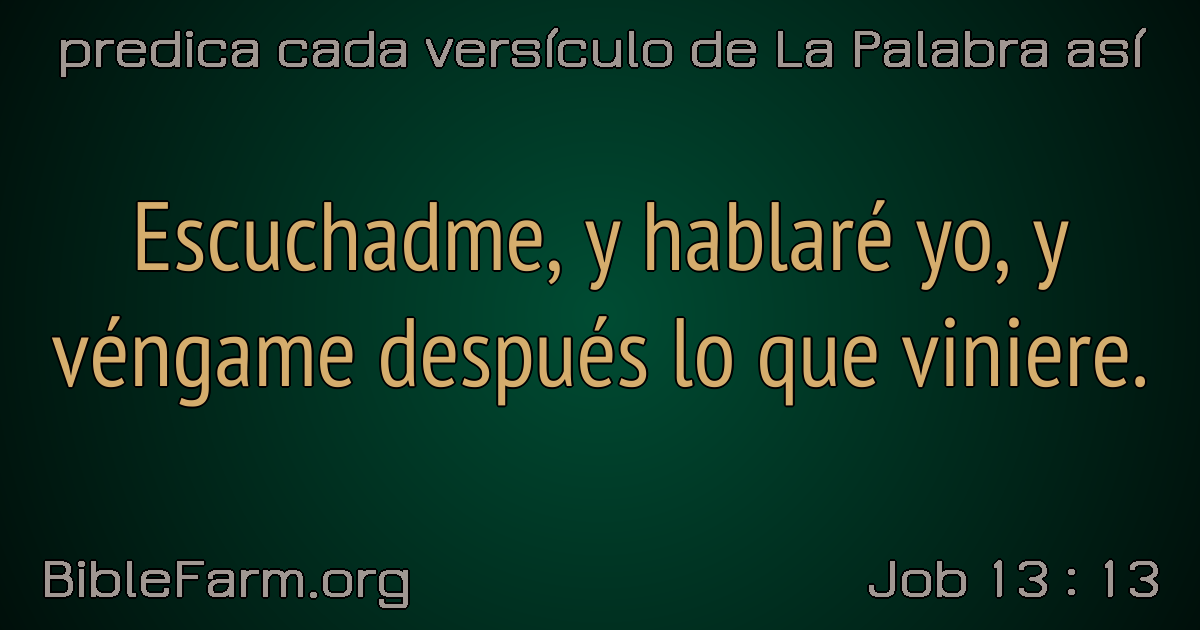 predica cada versículo de La Palabra así
Escuchadme, y hablaré yo, y
véngame después lo que viniere.
BibleFarm.org
Job 13 : 13